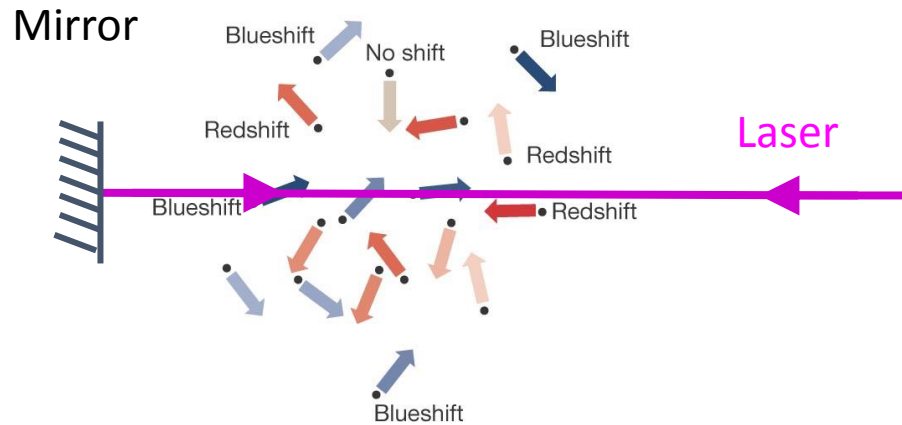 Mirror
Blueshift
No shift
Blueshift
Redshift
Laser
Redshift
Blueshift
Redshift
Blueshift